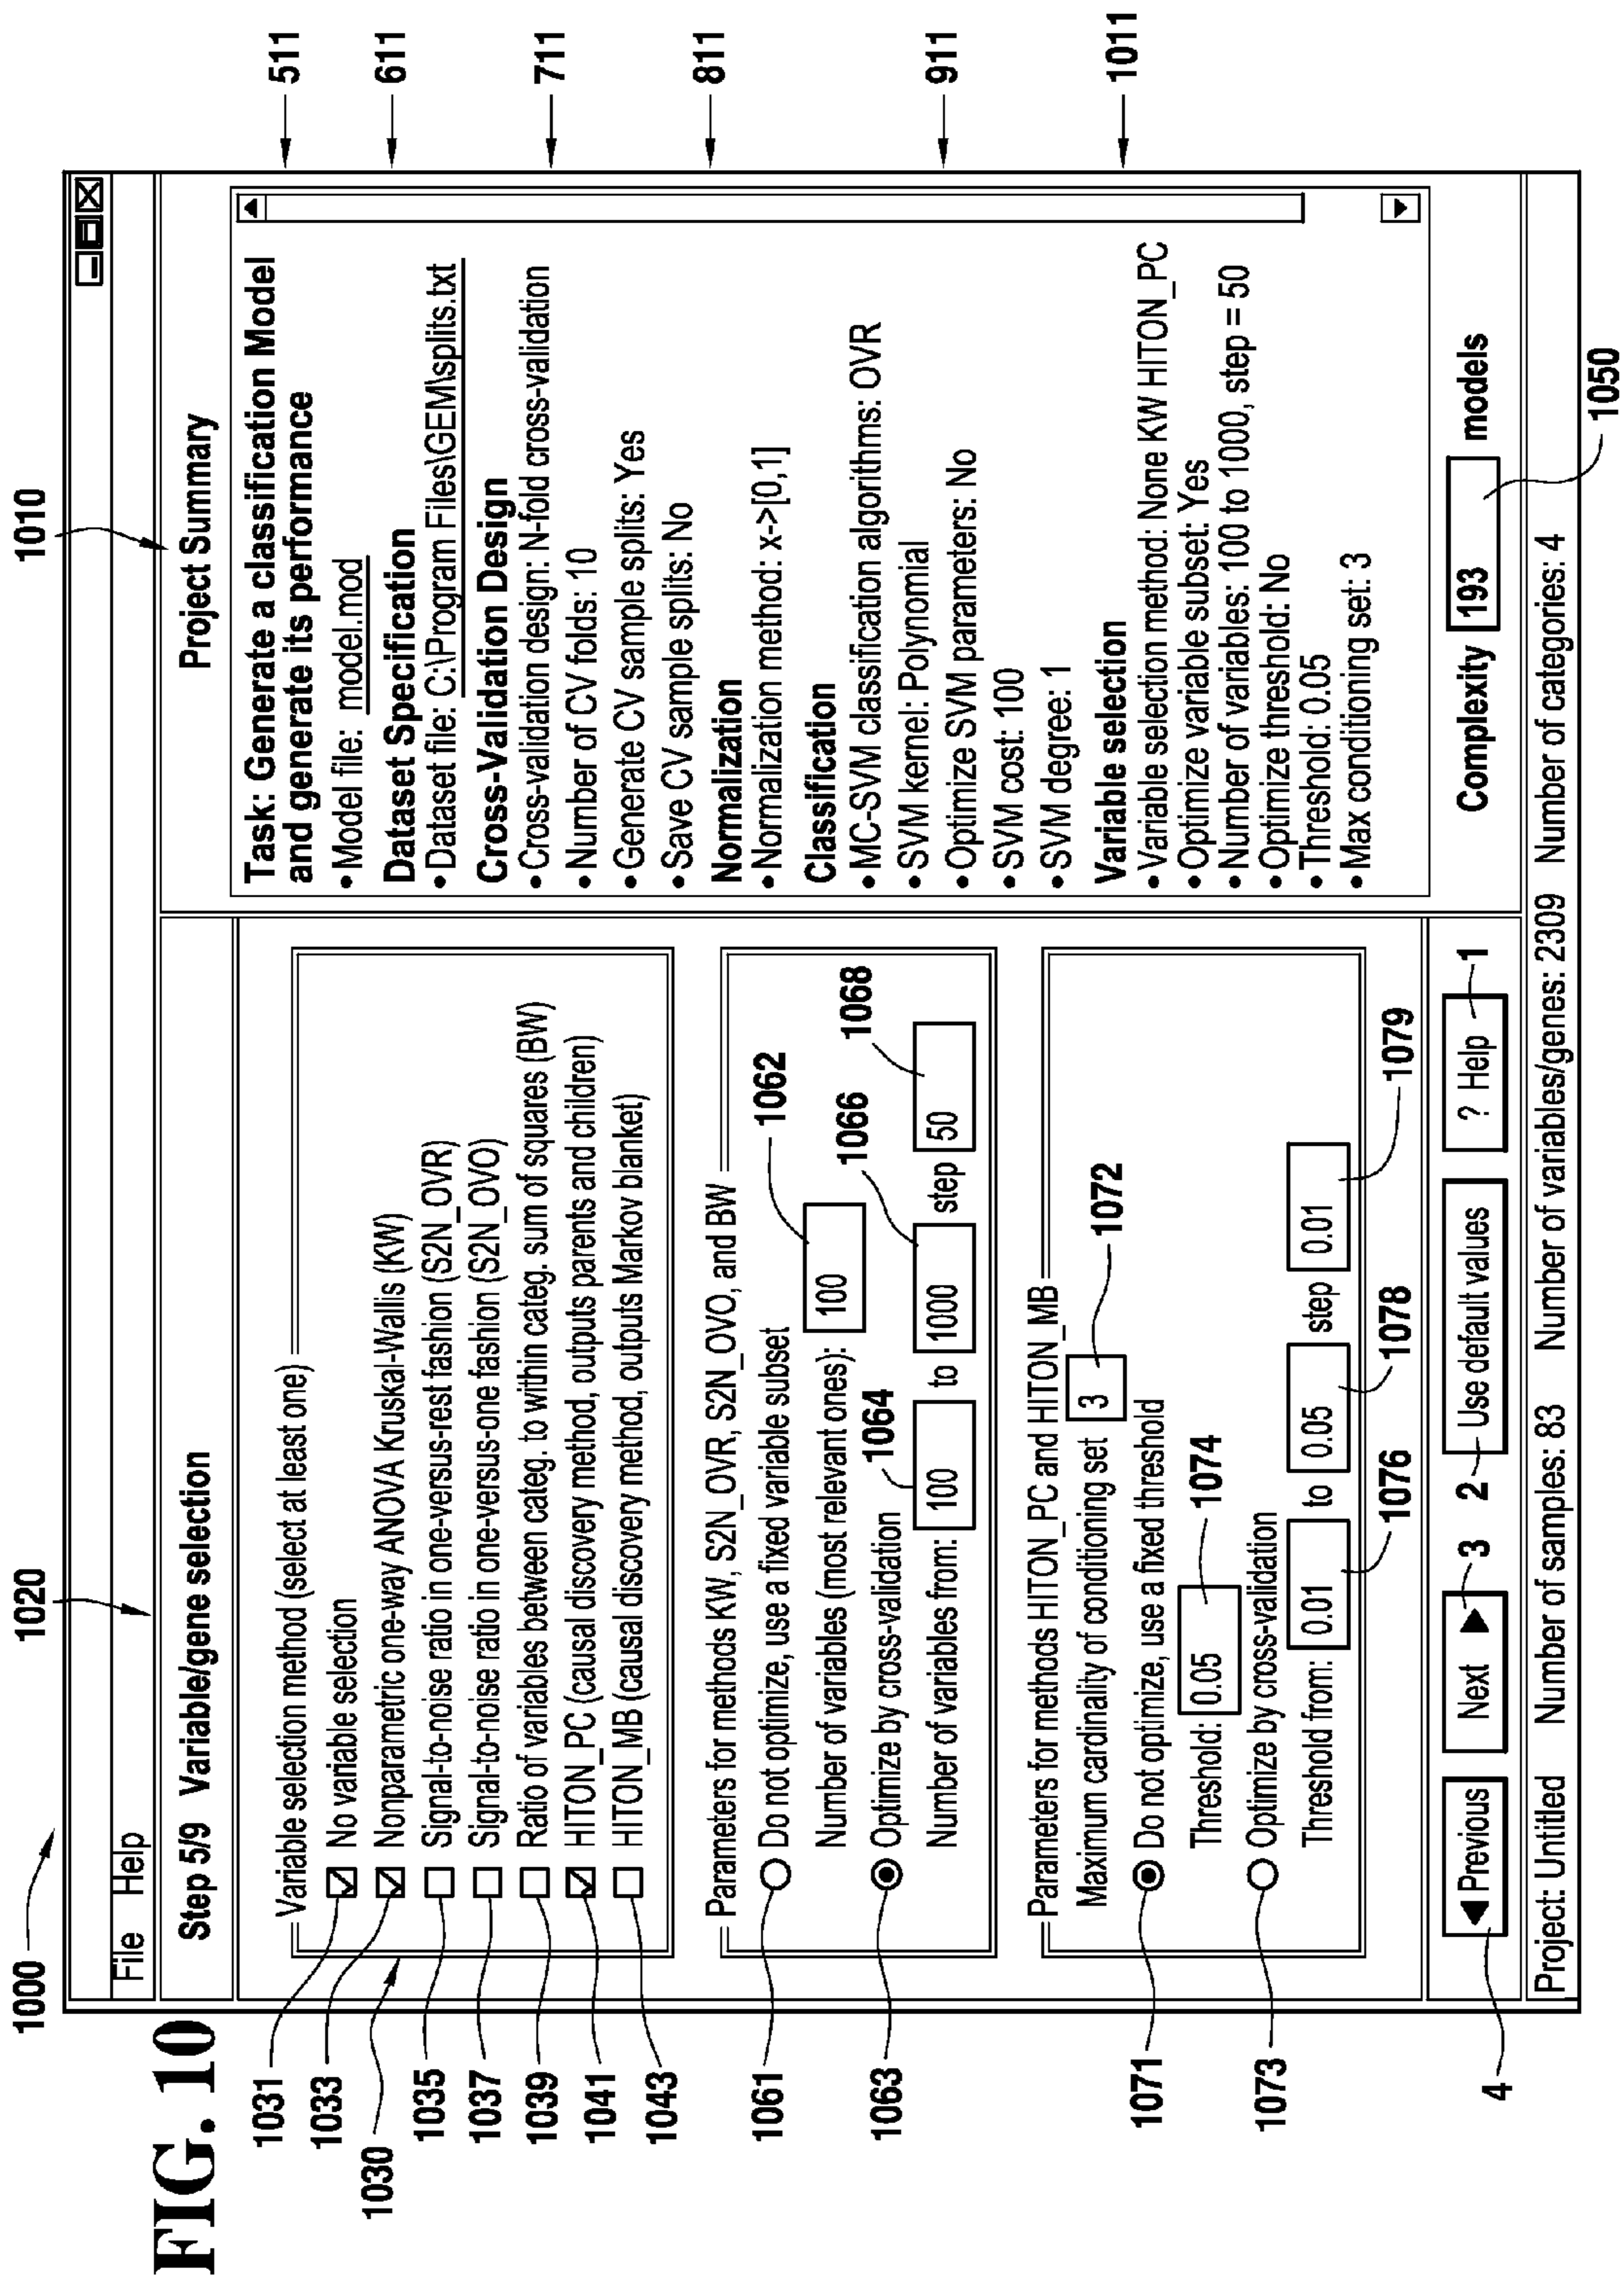 FIG. 10
1000
1020
1010
File Help
Step 5/9 Variable/gene selection
Variable selection method (select at least one)
No variable selection
Nonparametric one-way ANOVA Kruskal-Wallis (KW)
Signal-to-noise ratio in one-versus-rest fashion (S2N_OVR)
Signal-to-noise ratio in one-versus-one fashion (S2N_OVO)
Ratio of variables between categ. to within categ. sum of squares (BW)
HITON_PC (causal discovery method, outputs parents and children)
HITON_MB (causal discovery method, outputs Markov blanket)
1031
1033
1030
1035
1037
1039
1041
1043
Parameters for methods KW, S2N_OVR, S2N_OVO, and BW
Do not optimize, use a fixed variable subset
Number of variables (most relevant ones): 100
Optimize by cross-validation
Number of variables from: 100 to 1000 step 50
1061
1063
1062
1064
1066
1068
Parameters for methods HITON_PC and HITON_MB
Maximum cardinality of conditioning set 3
Do not optimize, use a fixed threshold
Threshold: 0.05
Optimize by cross-validation
Threshold from: 0.01 to 0.05 step 0.01
1071
1073
1072
1074
1076
1078
1079
Previous Next Use default values ? Help
4
3
2
1
Project Summary
Task: Generate a classification Model
and generate its performance
• Model file: model.mod
Dataset Specification
• Dataset file: C:\Program Files\GEM\splits.txt
Cross-Validation Design
• Cross-validation design: N-fold cross-validation
• Number of CV folds: 10
• Generate CV sample splits: Yes
• Save CV sample splits: No
Normalization
• Normalization method: x->[0,1]
Classification
• MC-SVM classification algorithms: OVR
• SVM kernel: Polynomial
• Optimize SVM parameters: No
• SVM cost: 100
• SVM degree: 1
Variable selection
• Variable selection method: None KW HITON_PC
• Optimize variable subset: Yes
• Number of variables: 100 to 1000, step = 50
• Optimize threshold: No
• Threshold: 0.05
• Max conditioning set: 3
Complexity 193 models
1050
511
611
711
811
911
1011
Project: Untitled Number of samples: 83 Number of variables/genes: 2309 Number of categories: 4